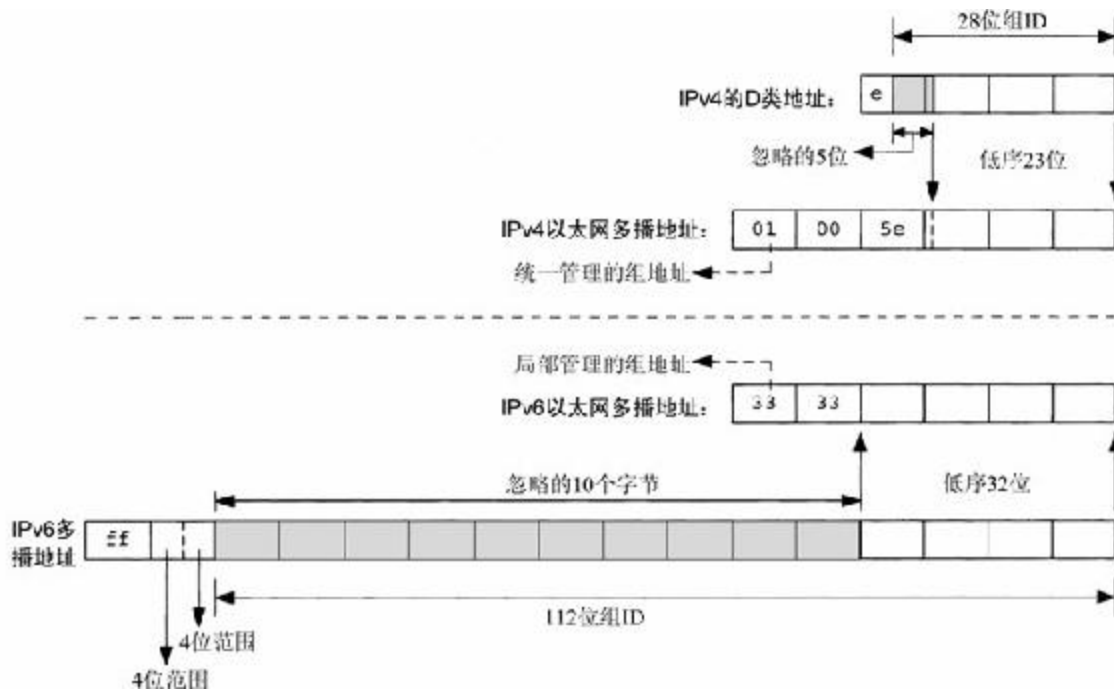 28位组ID
IPv4的D类地址：
e
忽略的5位
低序23位
IPv4以太网多播地址：
01 00 5e
统一管理的组地址
局部管理的组地址
IPv6以太网多播地址：
33 33
忽略的10个字节
低序32位
IPv6多
播地址
ff
112位组ID
4位范围
4位范围